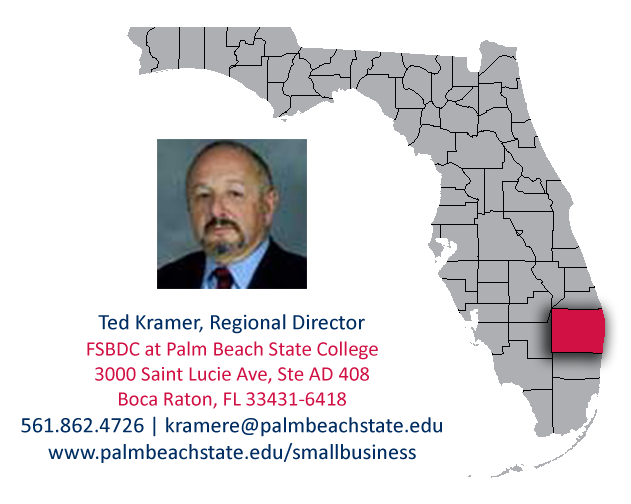 Ted Kramer, Regional Director
FSBDC at Palm Beach State College
3000 Saint Lucie Ave, Ste AD 408
Boca Raton, FL 33431-6418
561.862.4726 | kramere@palmbeachstate.edu
www.palmbeachstate.edu/smallbusiness